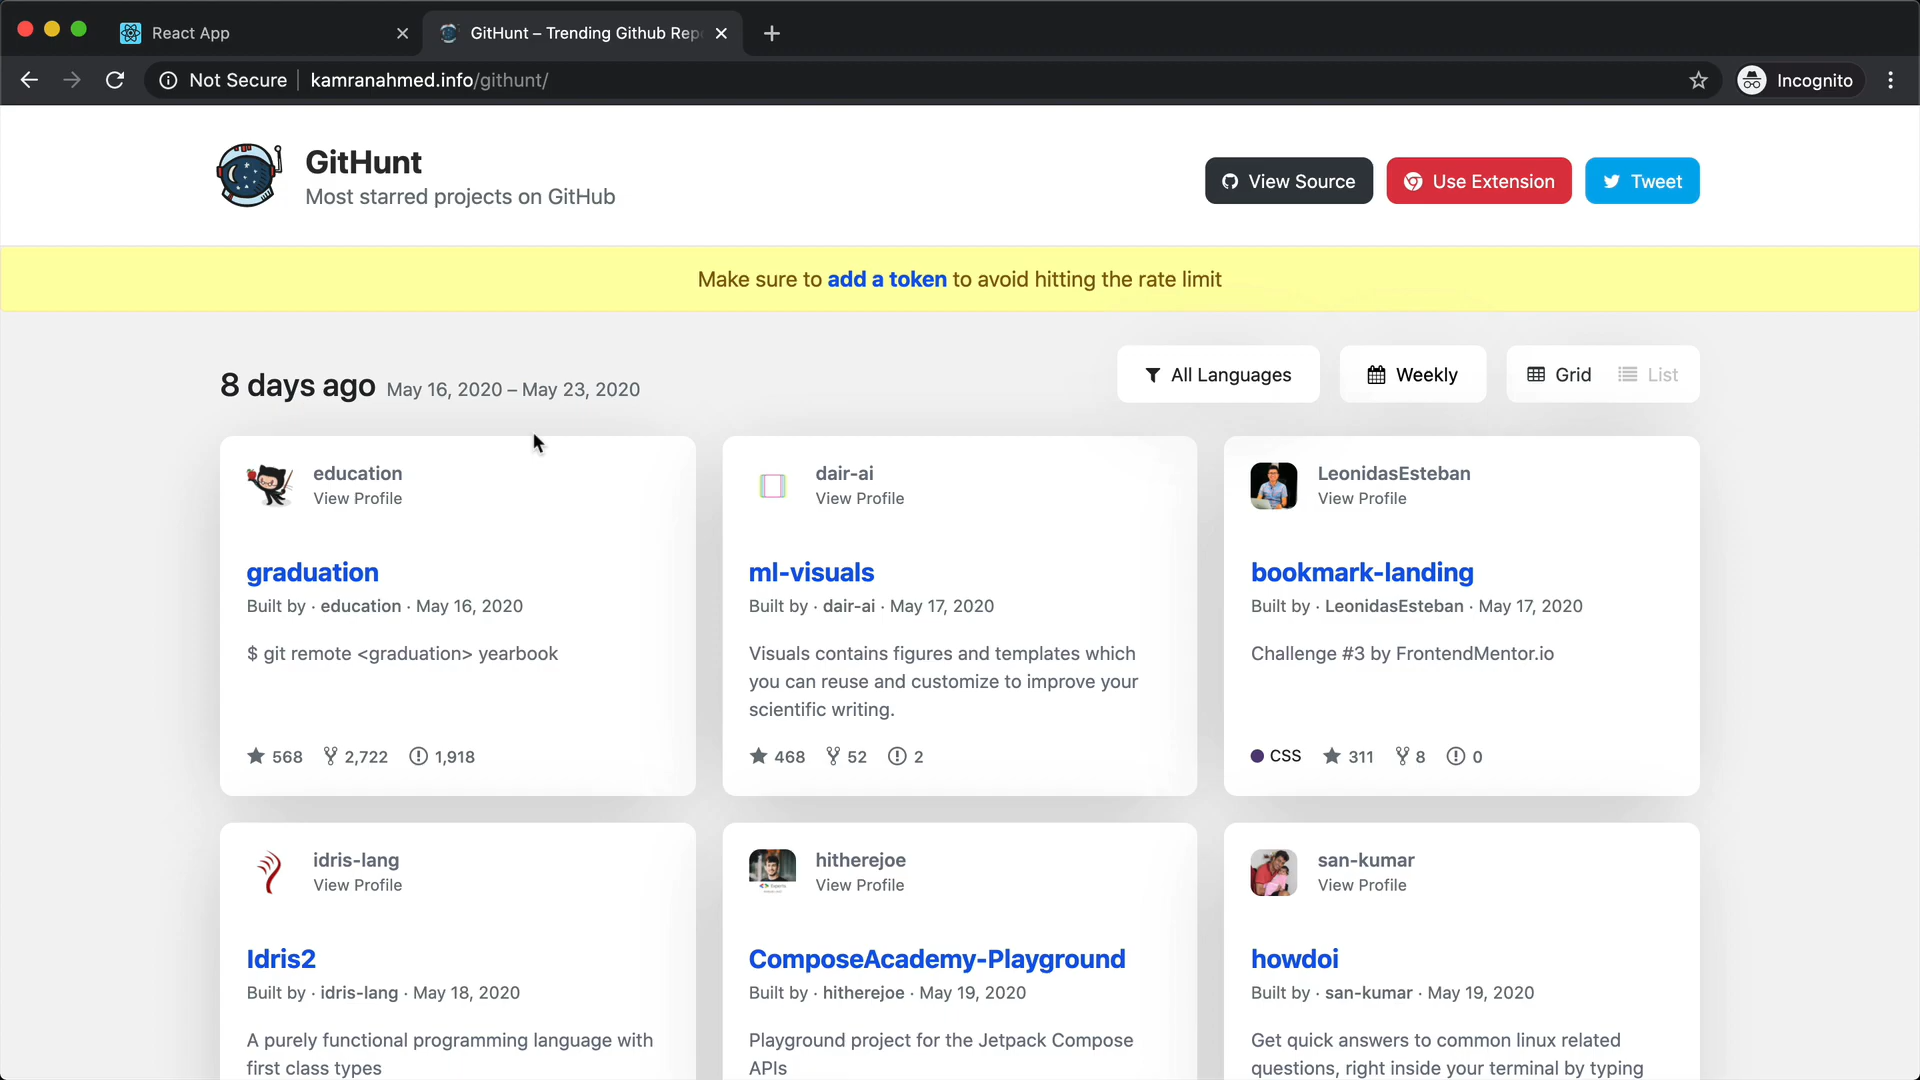 React App
GitHunt – Trending Github Rep
Not Secure
kamranahmed.info/githunt/
Incognito
GitHunt
Most starred projects on GitHub
View Source
Use Extension
Tweet
Make sure to add a token to avoid hitting the rate limit
8 days ago May 16, 2020 – May 23, 2020
All Languages
Weekly
Grid
List
education
View Profile
graduation
Built by · education · May 16, 2020
$ git remote <graduation> yearbook
568 2,722 1,918
dair-ai
View Profile
ml-visuals
Built by · dair-ai · May 17, 2020
Visuals contains figures and templates which
you can reuse and customize to improve your
scientific writing.
468 52 2
LeonidasEsteban
View Profile
bookmark-landing
Built by · LeonidasEsteban · May 17, 2020
Challenge #3 by FrontendMentor.io
CSS 311 8 0
idris-lang
View Profile
Idris2
Built by · idris-lang · May 18, 2020
A purely functional programming language with
first class types
hitherejoe
View Profile
ComposeAcademy-Playground
Built by · hitherejoe · May 19, 2020
Playground project for the Jetpack Compose
APIs
san-kumar
View Profile
howdoi
Built by · san-kumar · May 19, 2020
Get quick answers to common linux related
questions, right inside your terminal by typing